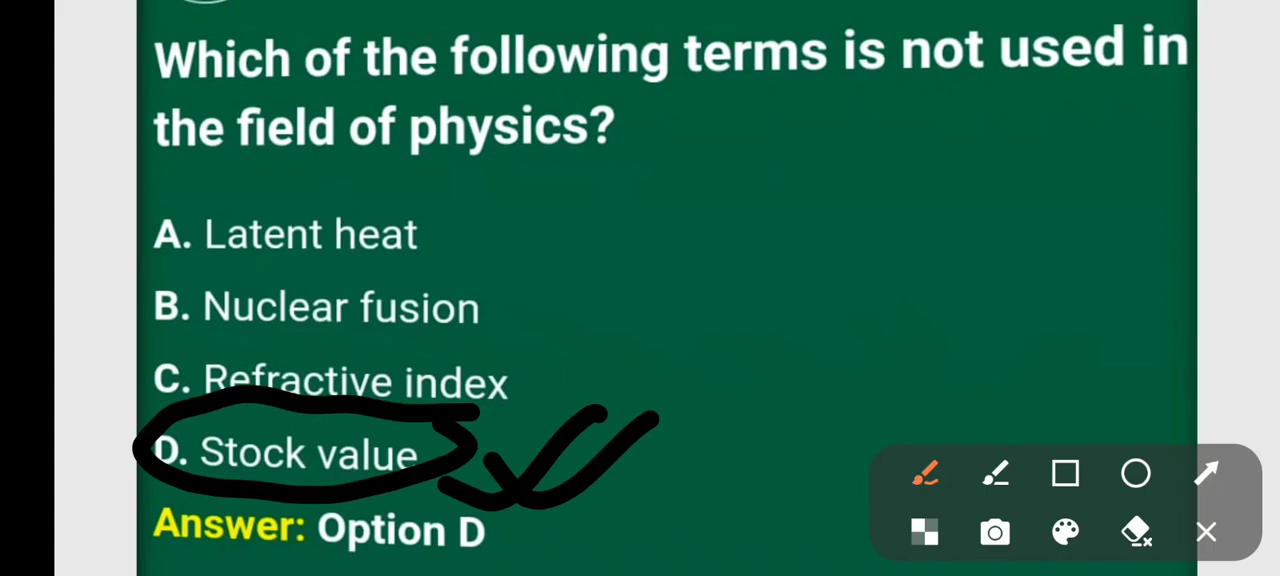 Which of the following terms is not used in
the field of physics?
A. Latent heat
B. Nuclear fusion
C. Refractive index
D. Stock value
Answer: Option D